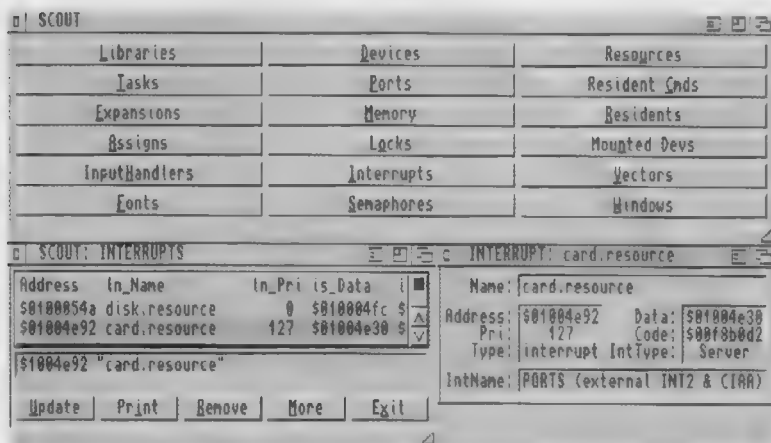 SCOUT
Libraries Devices Resources
Tasks Ports Resident Cmds
Expansions Memory Residents
Assigns Locks Mounted Devs
InputHandlers Interrupts Vectors
Fonts Semaphores Windows
SCOUT: INTERRUPTS
Address ln_Name ln_Pri is_Data i
$0100054a disk.resource 0 $010004fc $
$01004e92 card.resource 127 $01004e30 $
$1004e92 "card.resource"
Update Print Remove More Exit
INTERRUPT: card.resource
Name: card.resource
Address: $01004e92 Data: $01004e30
Pri: 127 Code: $00f8b0d2
Type: interrupt IntType: Server
IntName: PORTS (external INT2 & CIAA)